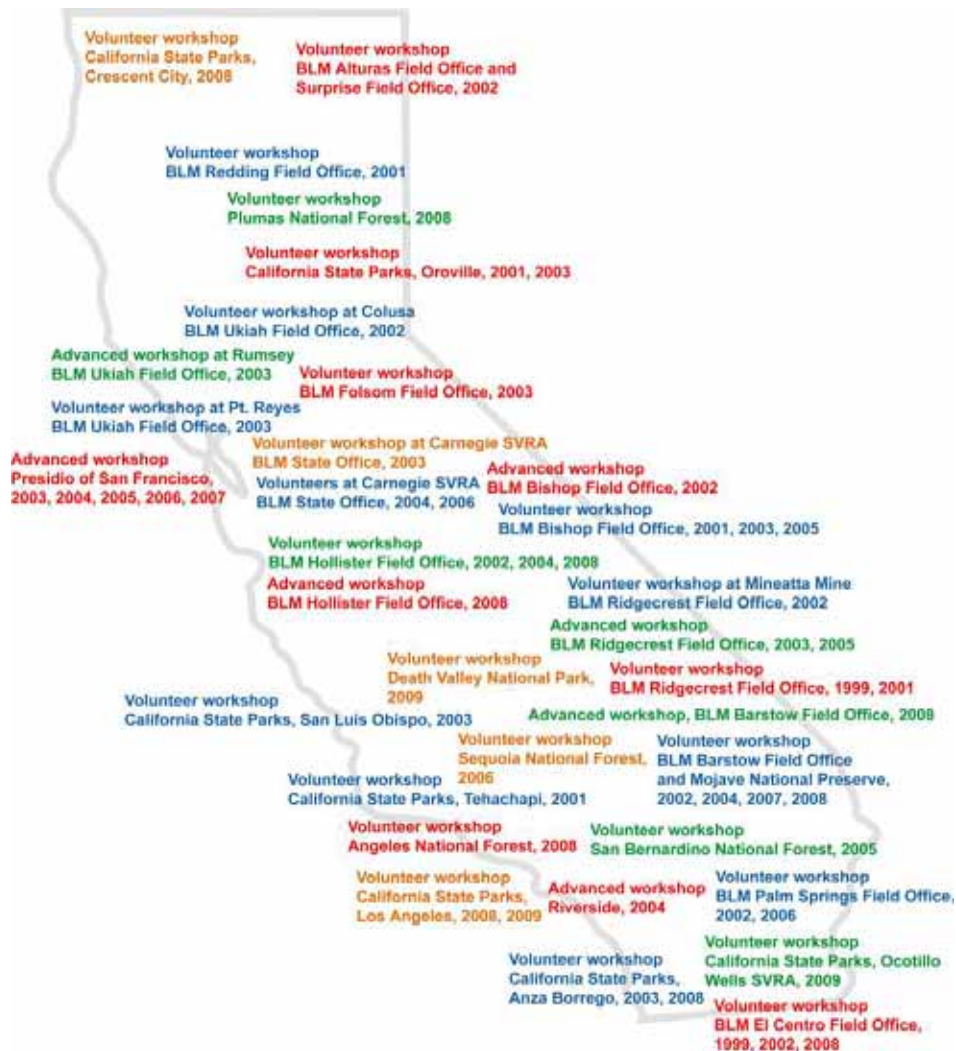 Volunteer workshop
California State Parks,
Crescent City, 2008
Volunteer workshop
BLM Alturas Field Office and
Surprise Field Office, 2002
Volunteer workshop
BLM Redding Field Office, 2001
Volunteer workshop
Plumas National Forest, 2008
Volunteer workshop
California State Parks, Oroville, 2001, 2003
Volunteer workshop at Colusa
BLM Ukiah Field Office, 2002
Advanced workshop at Rumsey
BLM Ukiah Field Office, 2003
Volunteer workshop
BLM Folsom Field Office, 2003
Volunteer workshop at Pt. Reyes
BLM Ukiah Field Office, 2003
Volunteer workshop at Carnegie SVRA
BLM State Office, 2003
Advanced workshop
Presidio of San Francisco,
2003, 2004, 2005, 2006, 2007
Volunteers at Carnegie SVRA
BLM State Office, 2004, 2006
Advanced workshop
BLM Bishop Field Office, 2002
Volunteer workshop
BLM Bishop Field Office, 2001, 2003, 2005
Volunteer workshop
BLM Hollister Field Office, 2002, 2004, 2008
Advanced workshop
BLM Hollister Field Office, 2008
Volunteer workshop at Mineatta Mine
BLM Ridgecrest Field Office, 2002
Advanced workshop
BLM Ridgecrest Field Office, 2003, 2005
Volunteer workshop
Death Valley National Park,
2009
Volunteer workshop
BLM Ridgecrest Field Office, 1999, 2001
Volunteer workshop
California State Parks, San Luis Obispo, 2003
Advanced workshop, BLM Barstow Field Office, 2008
Volunteer workshop
Sequoia National Forest,
2006
Volunteer workshop
BLM Barstow Field Office
and Mojave National Preserve,
2002, 2004, 2007, 2008
Volunteer workshop
California State Parks, Tehachapi, 2001
Volunteer workshop
Angeles National Forest, 2008
Volunteer workshop
San Bernardino National Forest, 2005
Volunteer workshop
California State Parks,
Los Angeles, 2008, 2009
Advanced workshop
Riverside, 2004
Volunteer workshop
BLM Palm Springs Field Office,
2002, 2006
Volunteer workshop
California State Parks, Ocotillo
Wells SVRA, 2009
Volunteer workshop
California State Parks,
Anza Borrego, 2003, 2008
Volunteer workshop
BLM El Centro Field Office,
1999, 2002, 2008